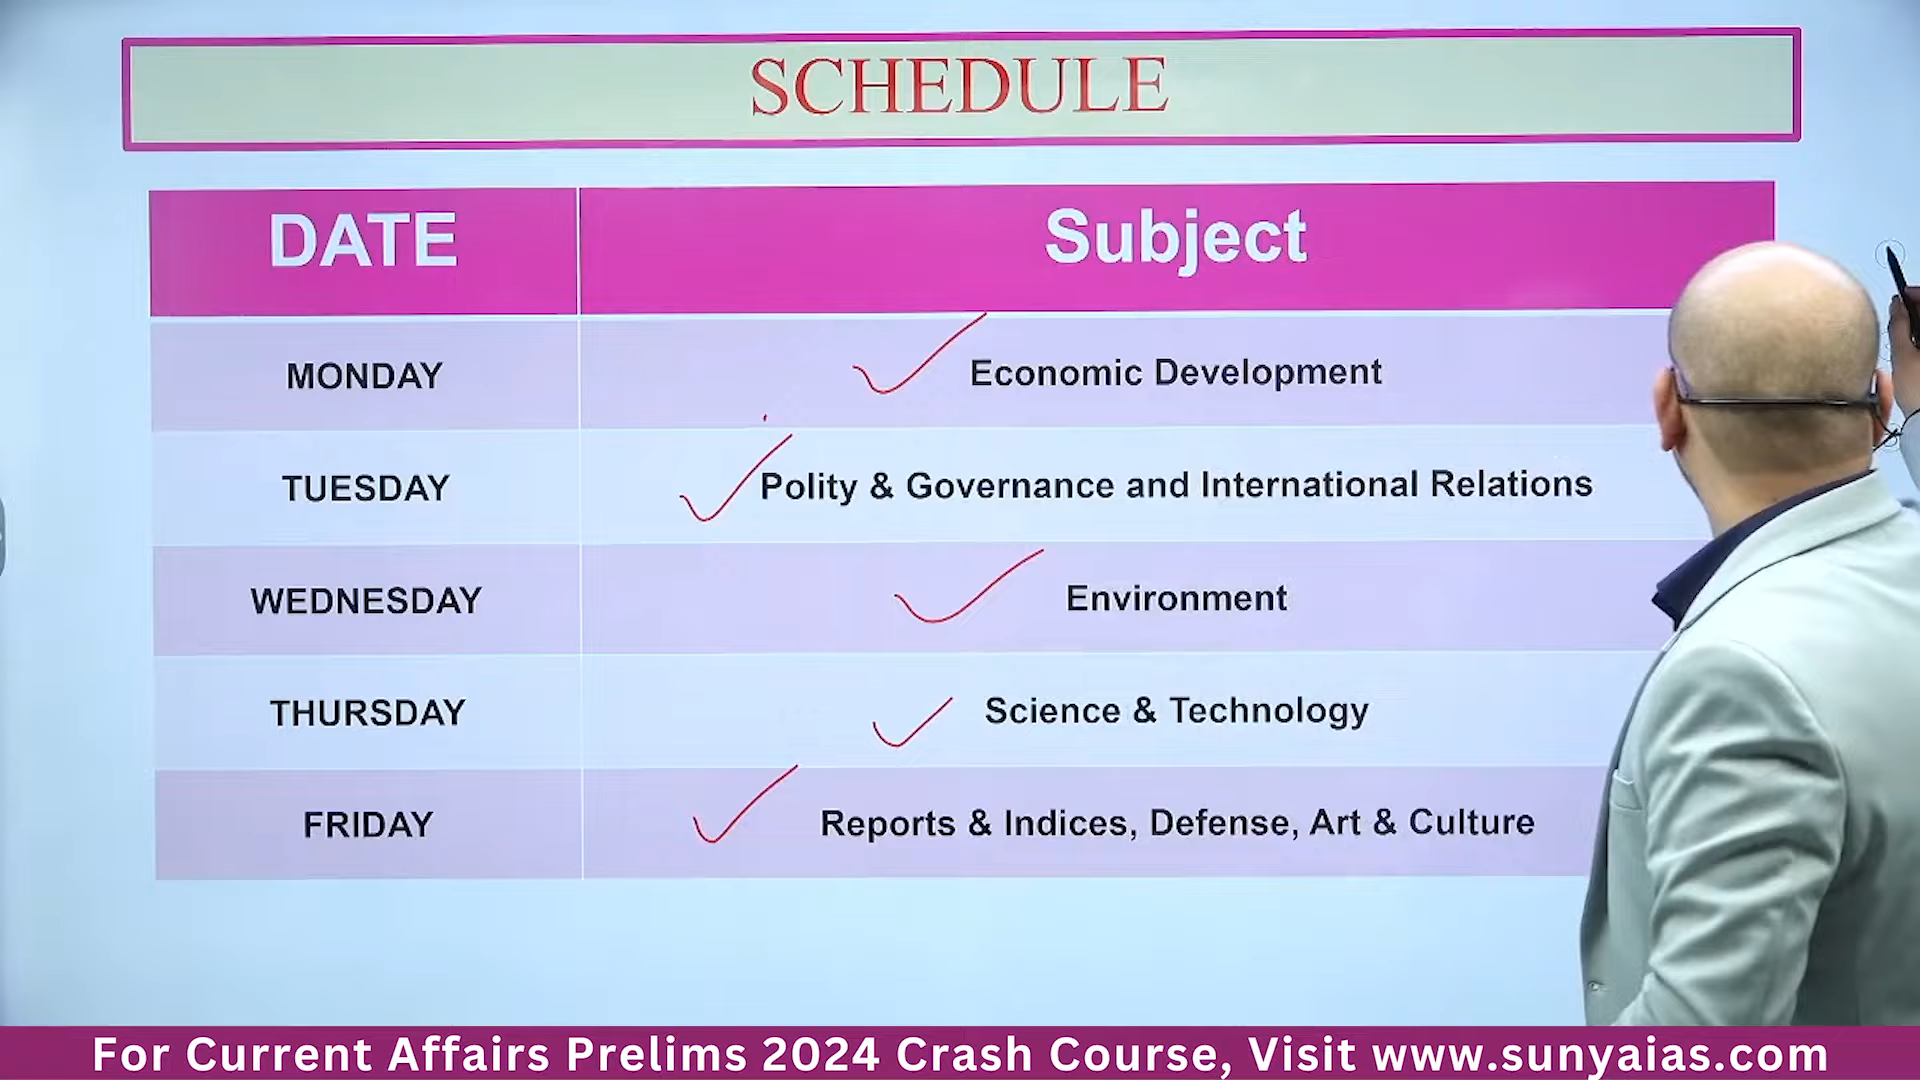 SCHEDULE
DATE Subject
MONDAY Economic Development
TUESDAY Polity & Governance and International Relations
WEDNESDAY Environment
THURSDAY Science & Technology
FRIDAY Reports & Indices, Defense, Art & Culture
For Current Affairs Prelims 2024 Crash Course, Visit www.sunyaias.com